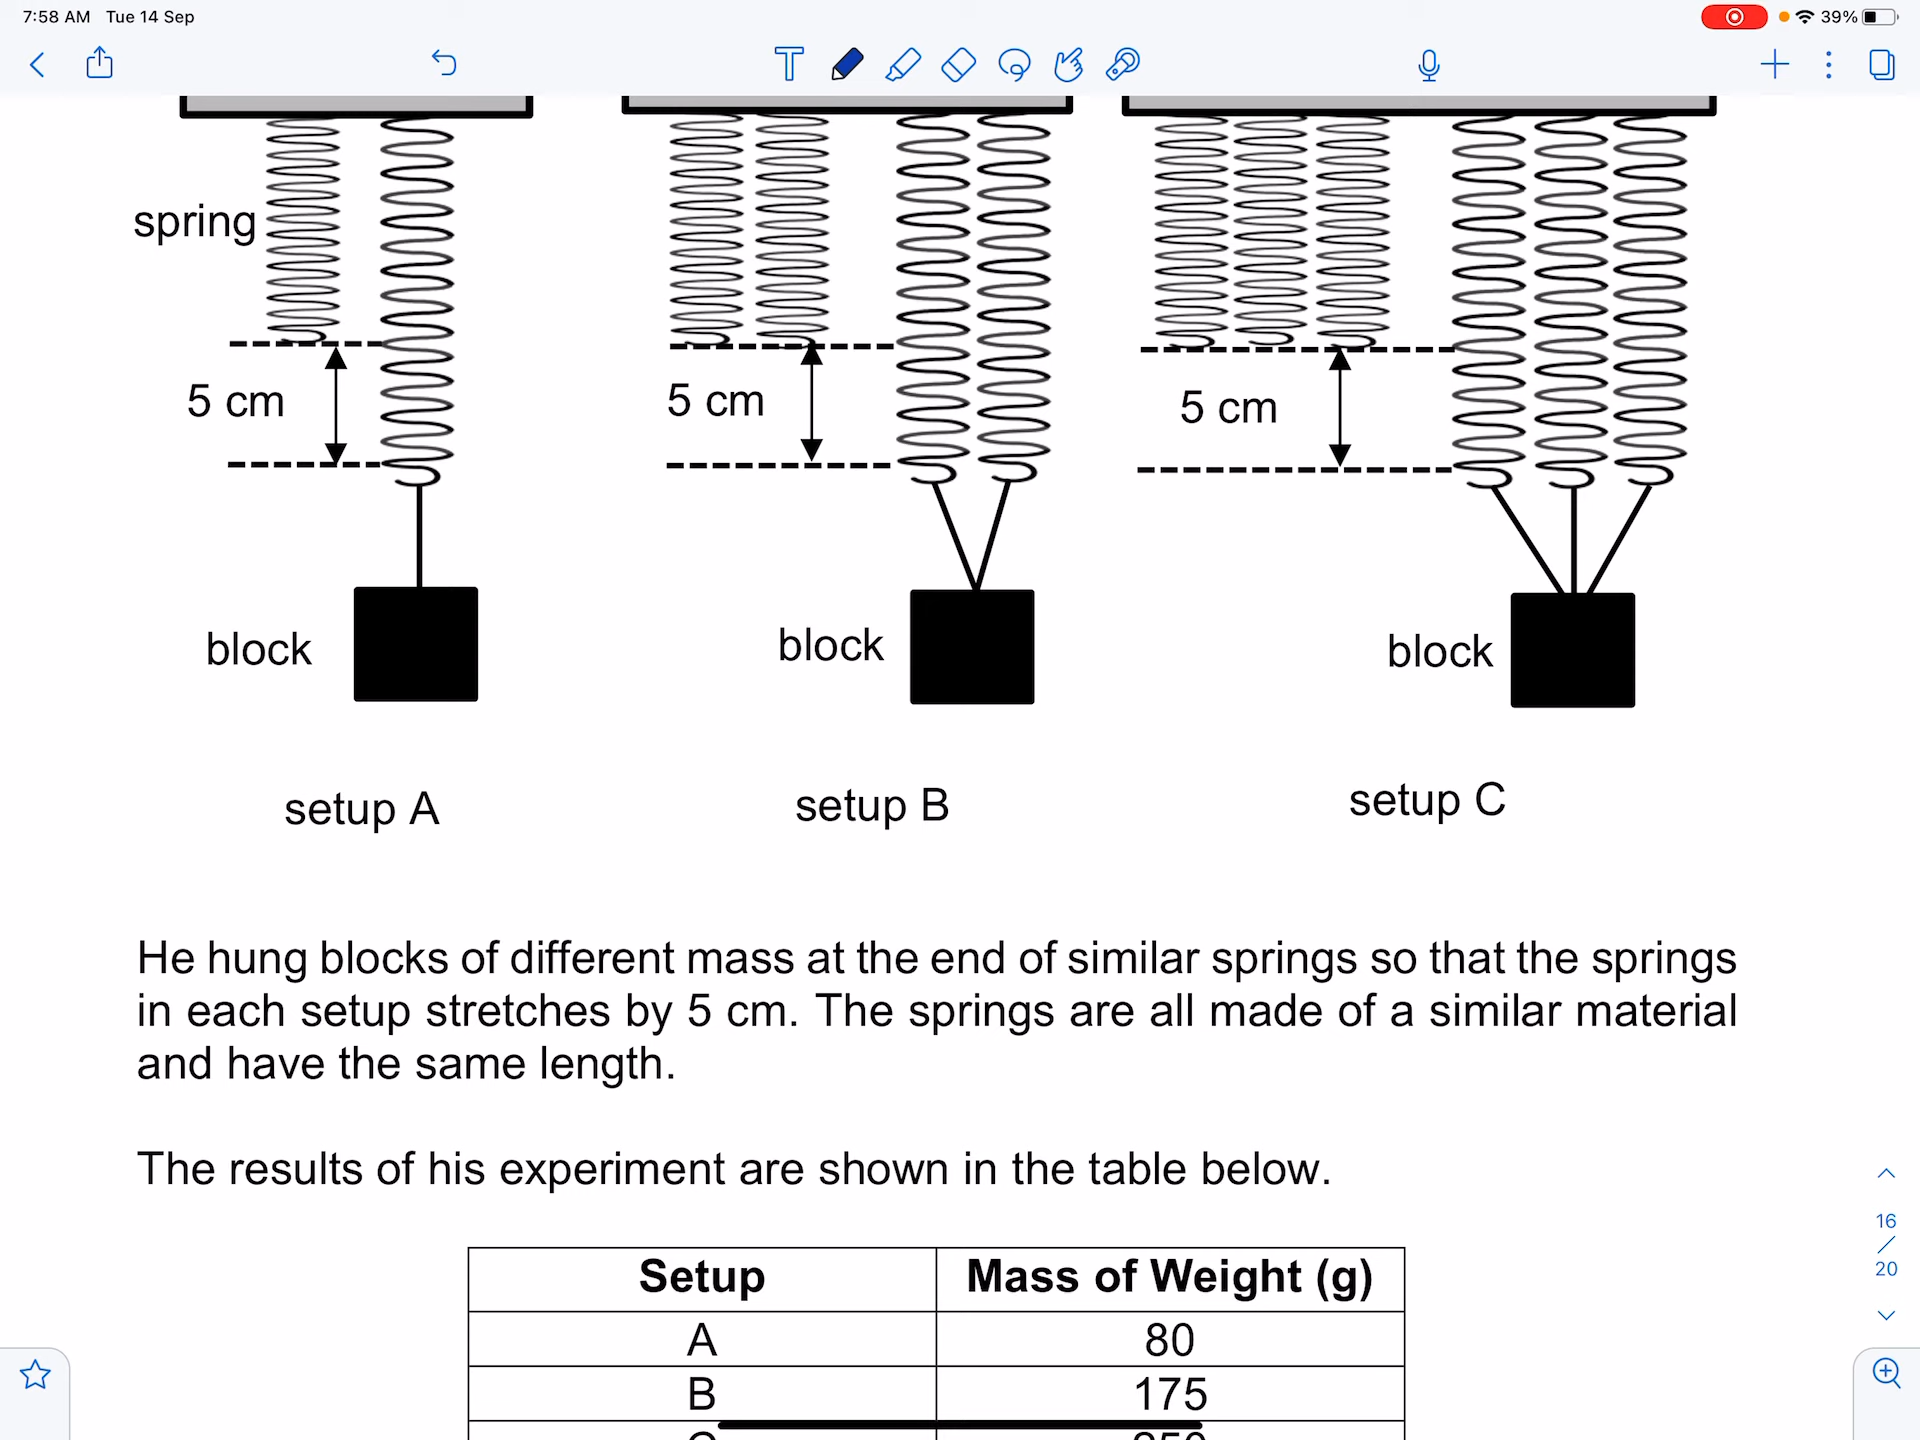 7:58 AM Tue 14 Sep
39%
spring
5 cm
5 cm
5 cm
block
block
block
setup A
setup B
setup C
He hung blocks of different mass at the end of similar springs so that the springs
in each setup stretches by 5 cm. The springs are all made of a similar material
and have the same length.
The results of his experiment are shown in the table below.
Setup Mass of Weight (g)
A 80
B 175
16
/
20